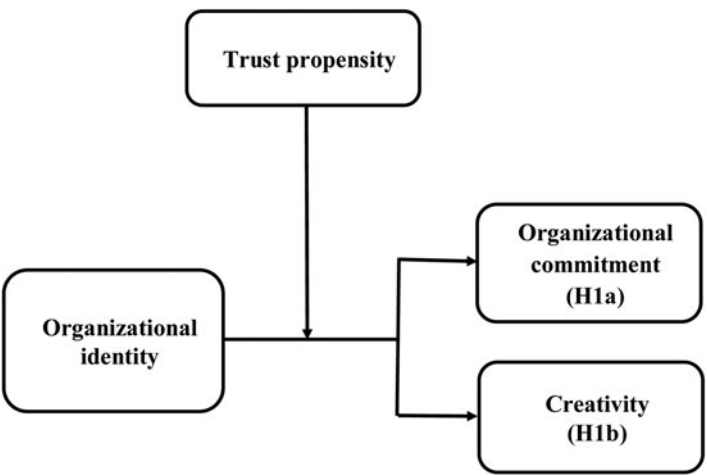 Trust propensity
Organizational
commitment
(H1a)
Organizational
identity
Creativity
(H1b)